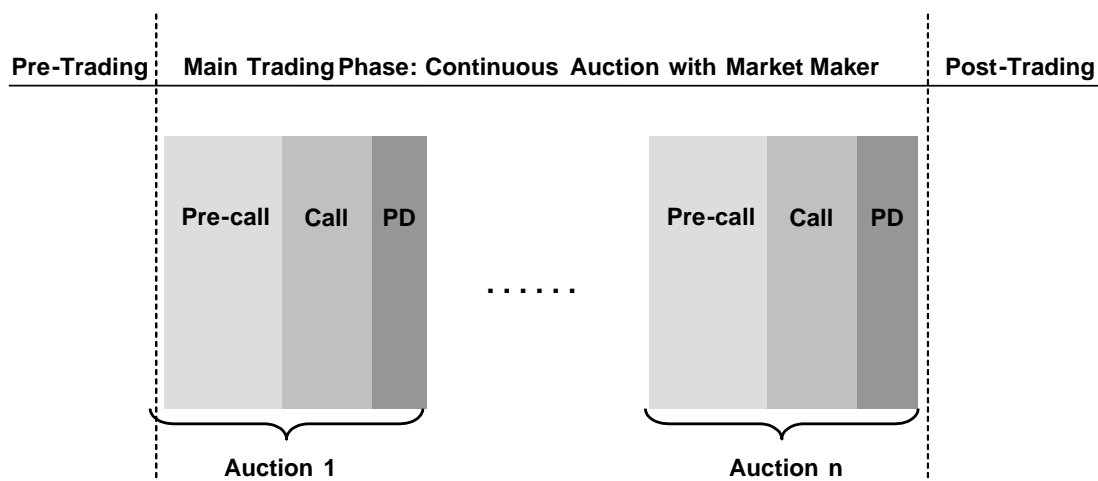 Pre-Trading Main Trading Phase: Continuous Auction with Market Maker Post-Trading
Pre-call Call PD Pre-call Call PD
......
Auction 1 Auction n